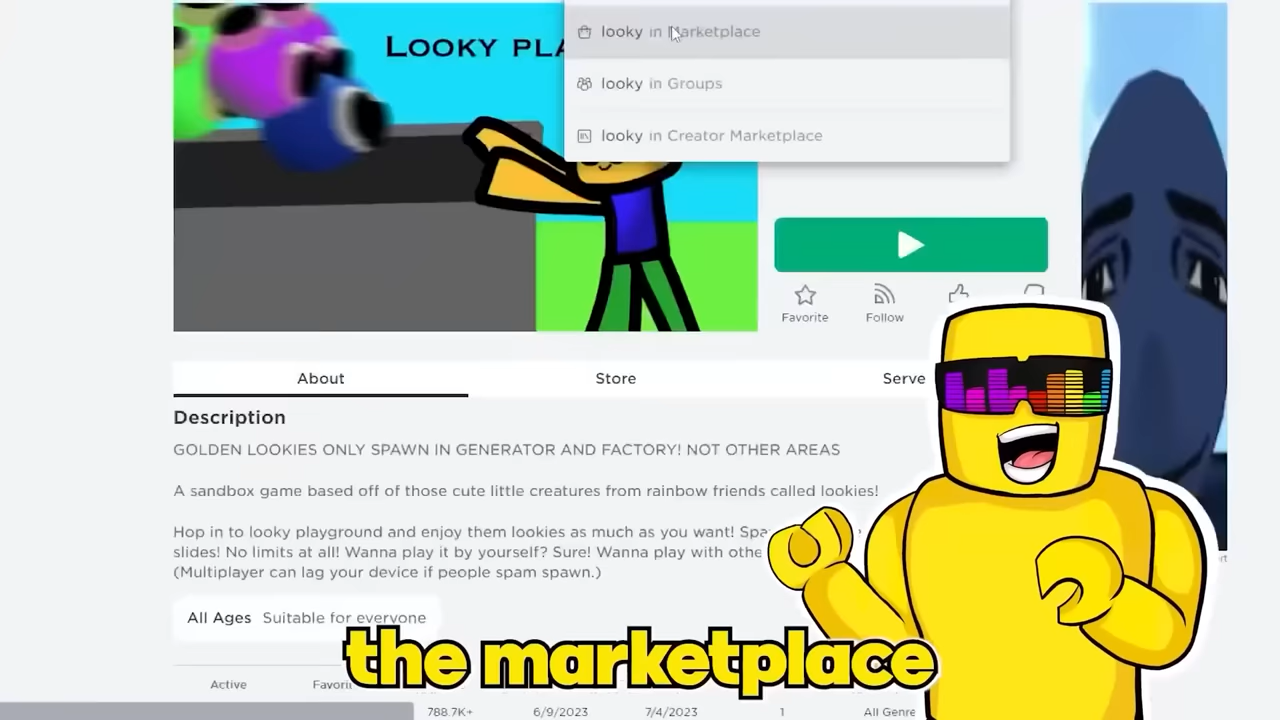 LOOKY PLA
looky in Marketplace
looky in Groups
looky in Creator Marketplace
Favorite
Follow
About
Store
Serve
Description
GOLDEN LOOKIES ONLY SPAWN IN GENERATOR AND FACTORY! NOT OTHER AREAS
A sandbox game based off of those cute little creatures from rainbow friends called lookies!
Hop in to looky playground and enjoy them lookies as much as you want! Spa
slides! No limits at all! Wanna play it by yourself? Sure! Wanna play with othe
(Multiplayer can lag your device if people spam spawn.)
All Ages Suitable for everyone
the marketplace
Active
Favorit
788.7K+
6/9/2023
7/4/2023
1
All Genre